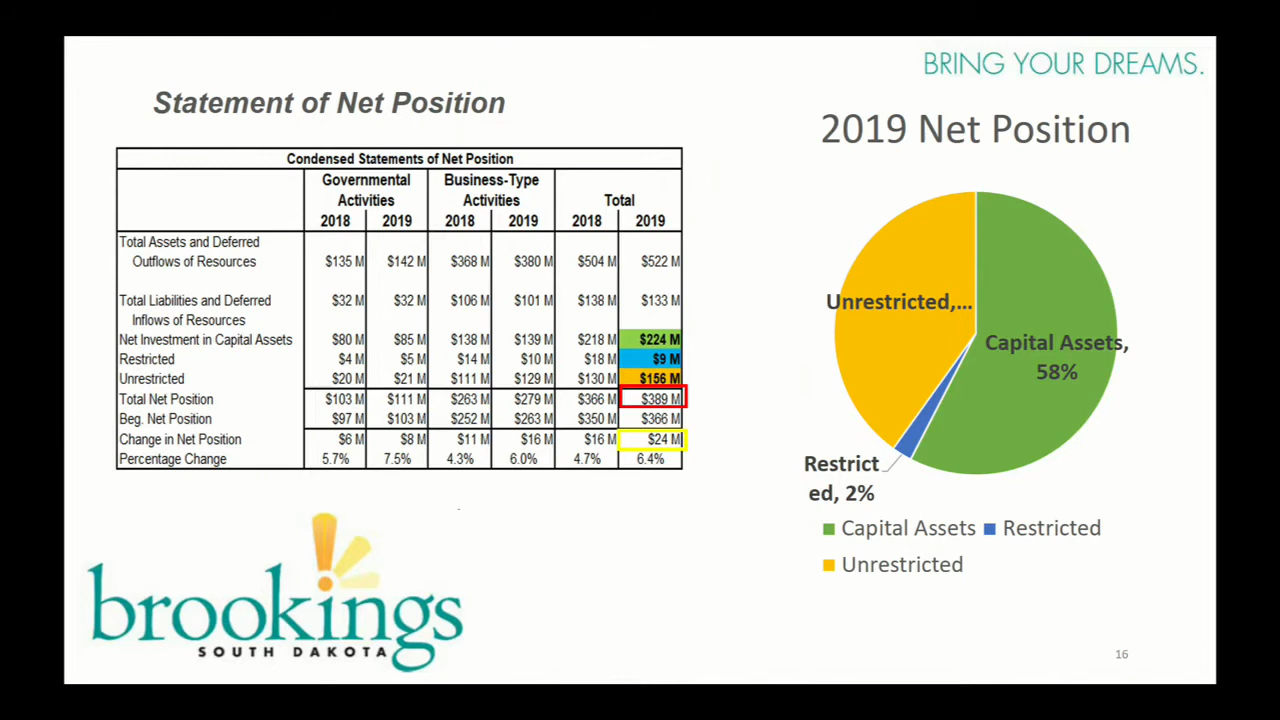 BRING YOUR DREAMS.
Statement of Net Position
2019 Net Position
Condensed Statements of Net Position
Governmental Activities Business-Type Activities Total
2018 2019 2018 2019 2018 2019
Total Assets and Deferred
Outflows of Resources $135 M $142 M $368 M $380 M $504 M $522 M
Total Liabilities and Deferred $32 M $32 M $106 M $101 M $138 M $133 M
Inflows of Resources
Net Investment in Capital Assets $80 M $85 M $138 M $139 M $218 M $224 M
Restricted $4 M $5 M $14 M $10 M $18 M $9 M
Unrestricted $20 M $21 M $111 M $129 M $130 M $156 M
Total Net Position $103 M $111 M $263 M $279 M $366 M $389 M
Beg. Net Position $97 M $103 M $252 M $263 M $350 M $366 M
Change in Net Position $6 M $8 M $11 M $16 M $16 M $24 M
Percentage Change 5.7% 7.5% 4.3% 6.0% 4.7% 6.4%
Unrestricted,...
Capital Assets,
58%
Restrict
ed, 2%
Capital Assets Restricted
Unrestricted
brookings
SOUTH DAKOTA
16